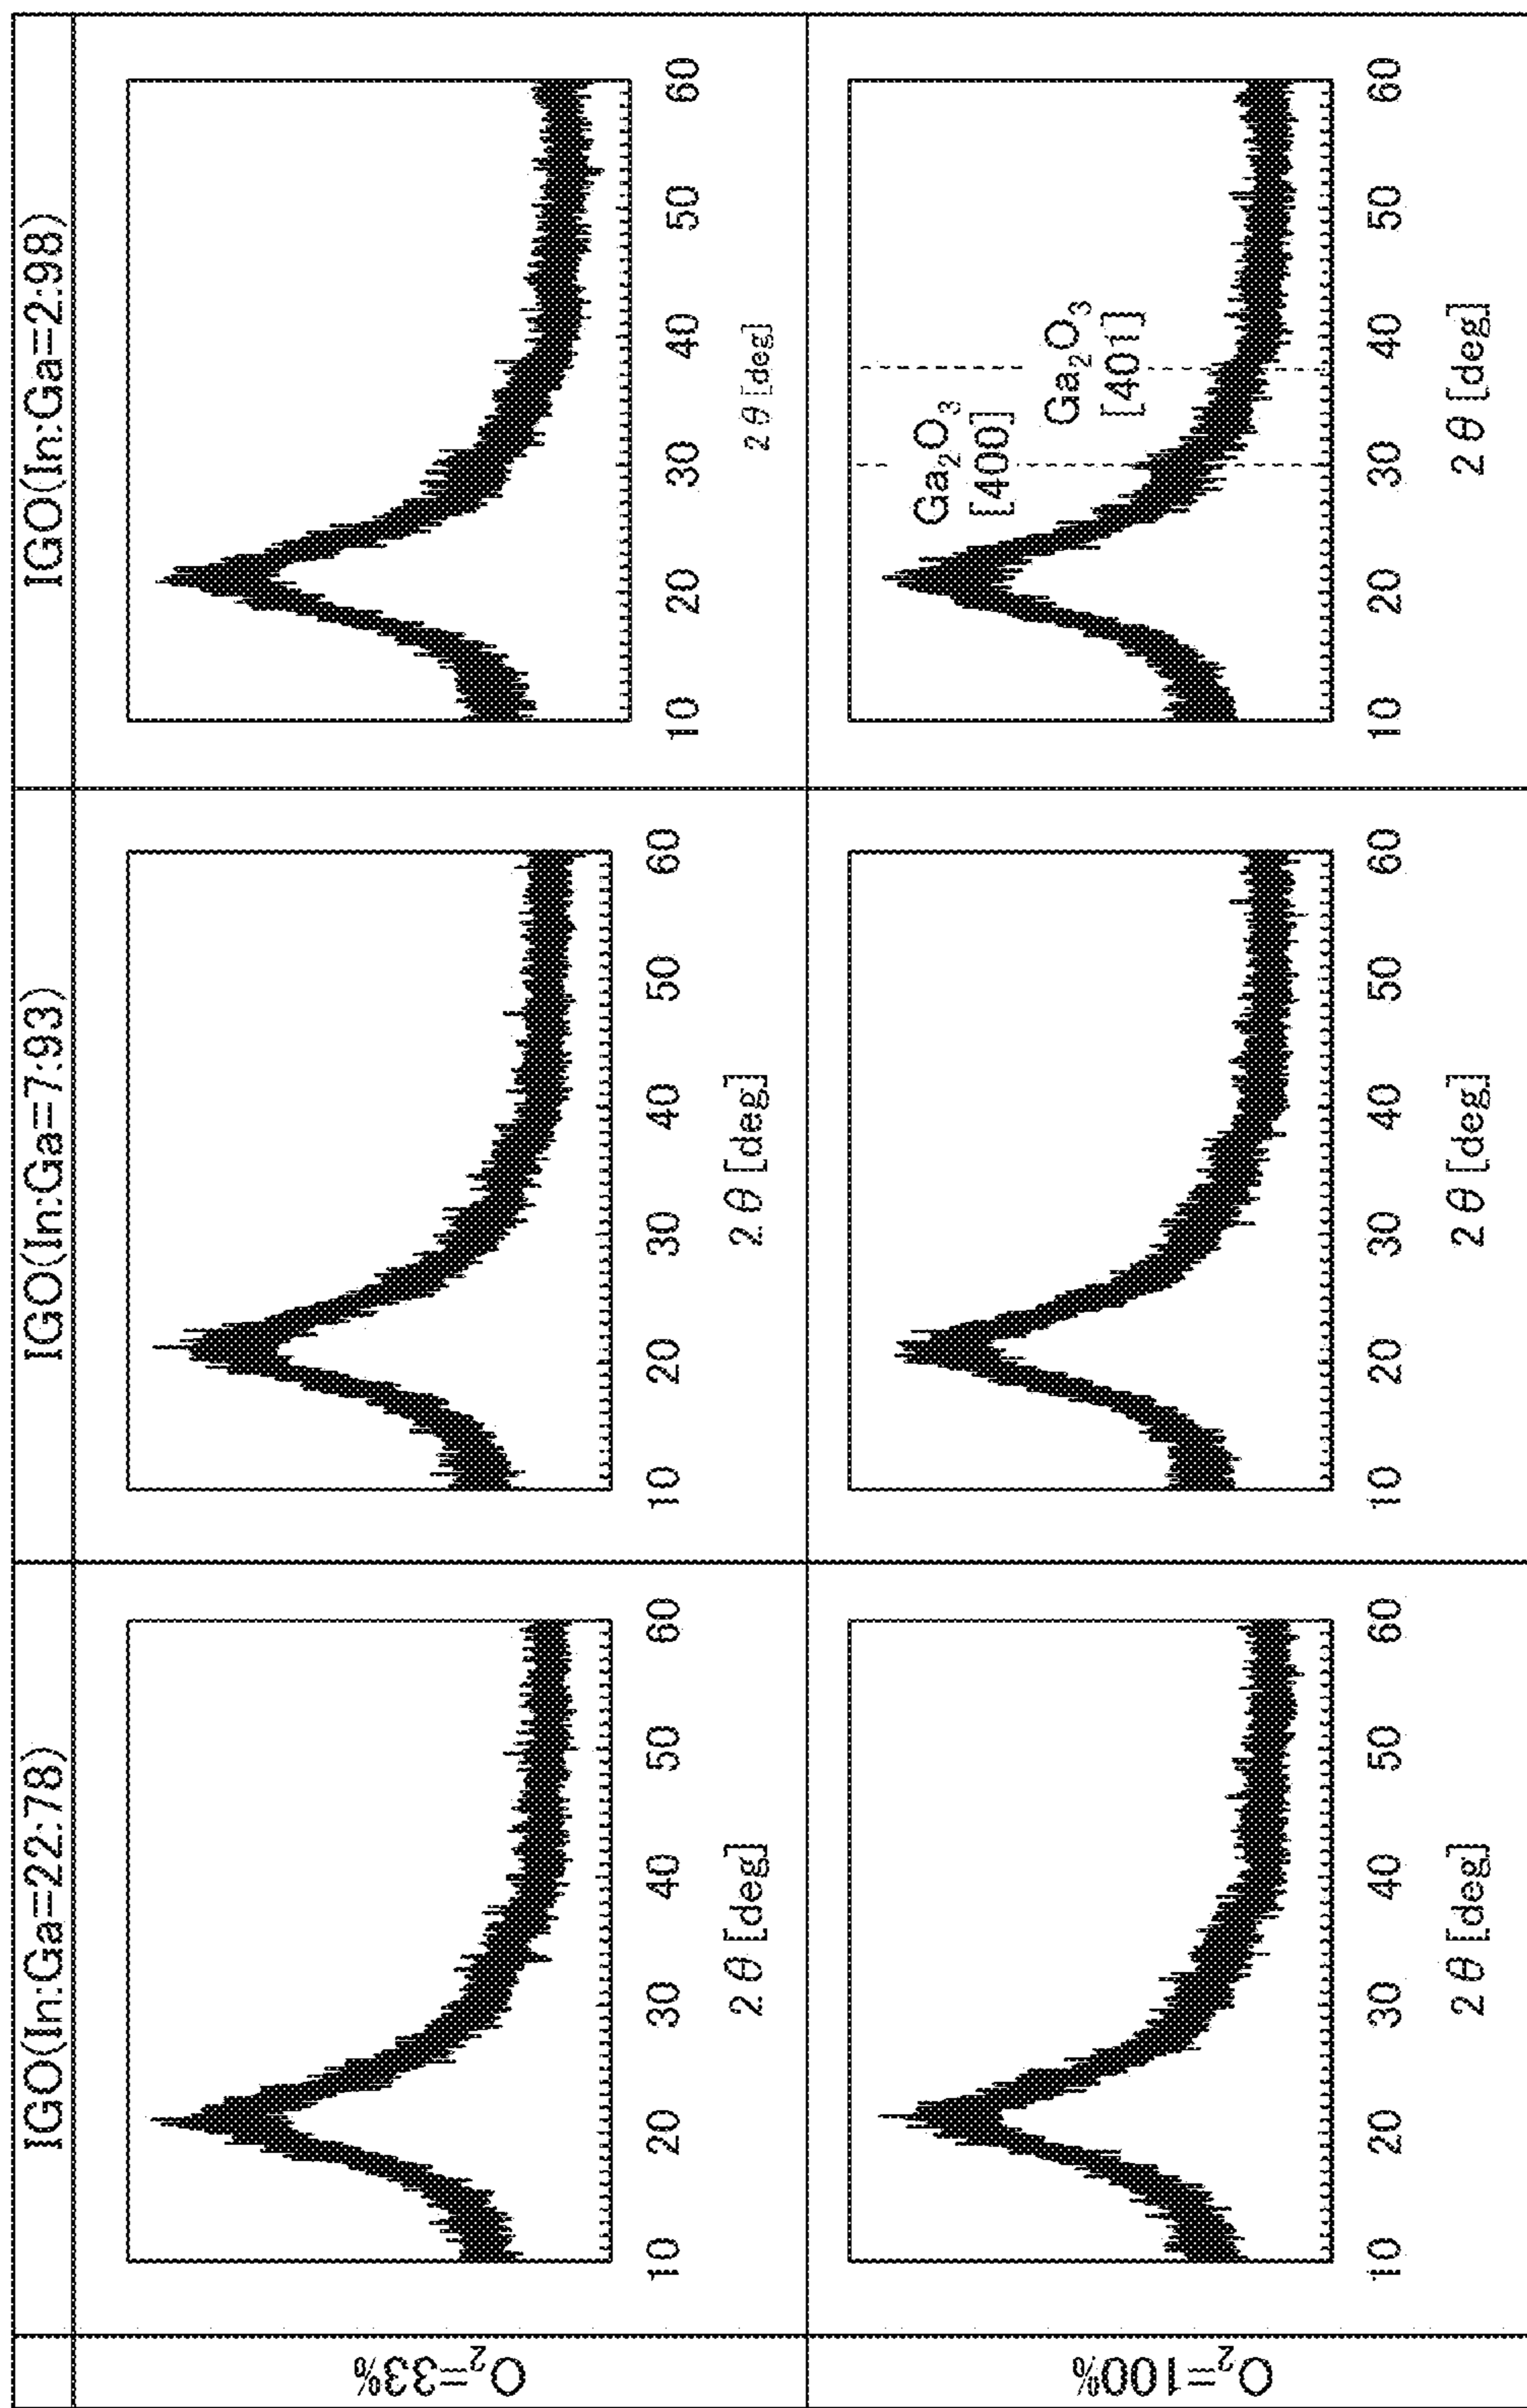 IGO(In:Ga=22:78)
IGO(In:Ga=7:93)
IGO(In:Ga=2:98)
O2=33%
10 20 30 40 50 60
2θ [deg]
10 20 30 40 50 60
2θ [deg]
10 20 30 40 50 60
2θ [deg]
O2=100%
10 20 30 40 50 60
2θ [deg]
10 20 30 40 50 60
2θ [deg]
Ga2O3
[400]
Ga2O3
[401]
10 20 30 40 50 60
2θ [deg]